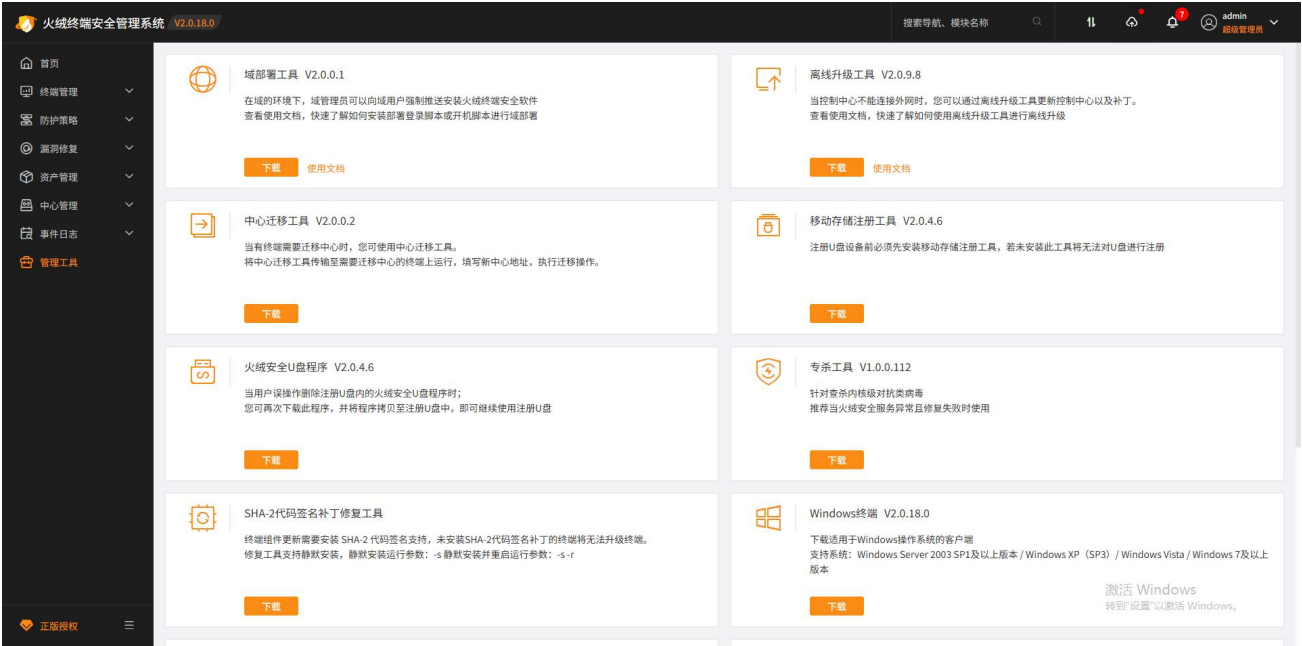 火绒终端安全管理系统 V2.0.18.0
搜索导航、模块名称
7
admin
超级管理员
首页
终端管理
防护策略
漏洞修复
资产管理
中心管理
事件日志
管理工具
正版授权
域部署工具 V2.0.0.1
在域的环境下，域管理员可以向域用户强制推送安装火绒终端安全软件
查看使用文档，快速了解如何安装部署登录脚本或开机脚本进行域部署
下载 使用文档
离线升级工具 V2.0.9.8
当控制中心不能连接外网时，您可以通过离线升级工具更新控制中心以及补丁。
查看使用文档，快速了解如何使用离线升级工具进行离线升级
下载 使用文档
中心迁移工具 V2.0.0.2
当有终端需要迁移中心时，您可使用中心迁移工具。
将中心迁移工具传输至需要迁移中心的终端上运行，填写新中心地址，执行迁移操作。
下载
移动存储注册工具 V2.0.4.6
注册U盘设备前必须先安装移动存储注册工具，若未安装此工具将无法对U盘进行注册
下载
火绒安全U盘程序 V2.0.4.6
当用户误操作删除注册U盘内的火绒安全U盘程序时；
您可再次下载此程序，并将程序拷贝至注册U盘中，即可继续使用注册U盘
下载
专杀工具 V1.0.0.112
针对查杀内核级对抗类病毒
推荐当火绒安全服务异常且修复失败时使用
下载
SHA-2代码签名补丁修复工具
终端组件更新需要安装 SHA-2 代码签名支持，未安装SHA-2代码签名补丁的终端将无法升级终端。
修复工具支持静默安装，静默安装运行参数：-s 静默安装并重启运行参数：-s -r
下载
Windows终端 V2.0.18.0
下载适用于Windows操作系统的客户端
支持系统：Windows Server 2003 SP1及以上版本 / Windows XP（SP3）/ Windows Vista / Windows 7及以上
版本
下载
激活 Windows
转到"设置"以激活 Windows。